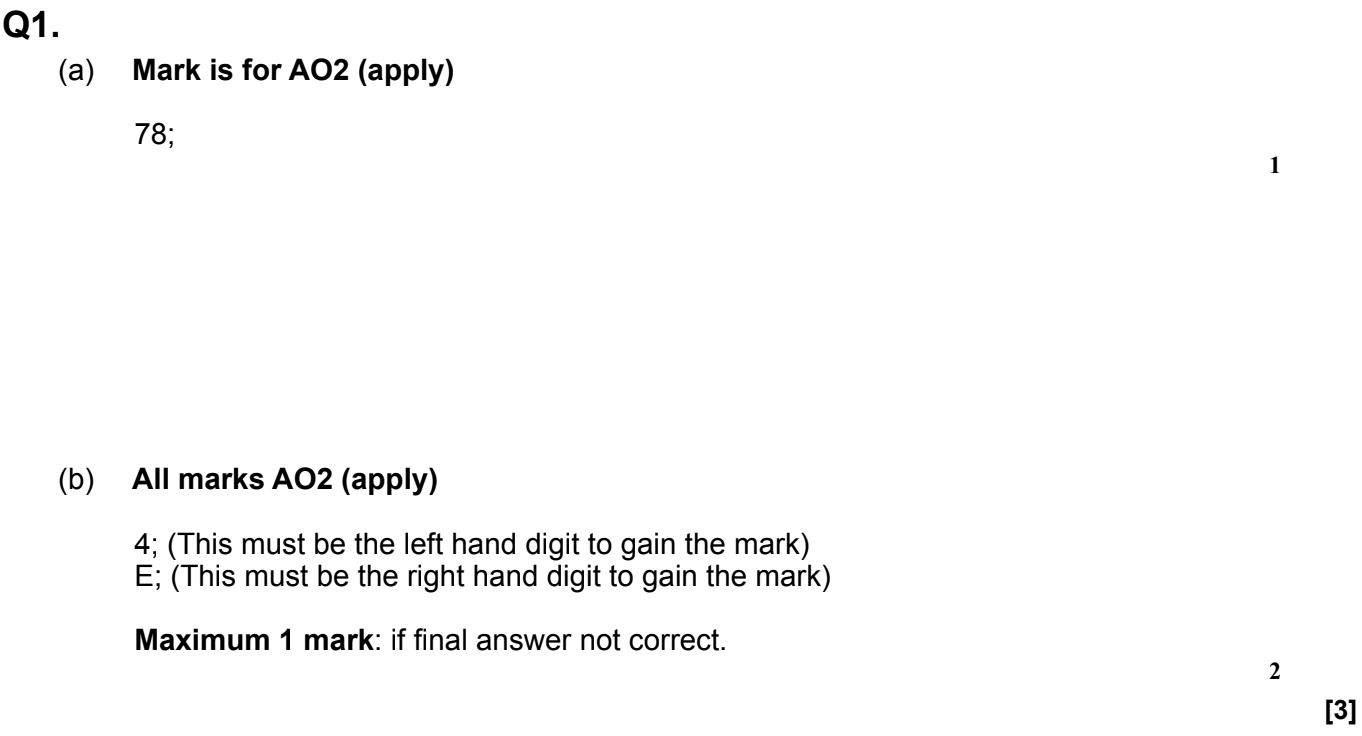 Q1.
(a) Mark is for AO2 (apply)
78;
1
(b) All marks AO2 (apply)
4; (This must be the left hand digit to gain the mark)
E; (This must be the right hand digit to gain the mark)
Maximum 1 mark: if final answer not correct.
2
[3]